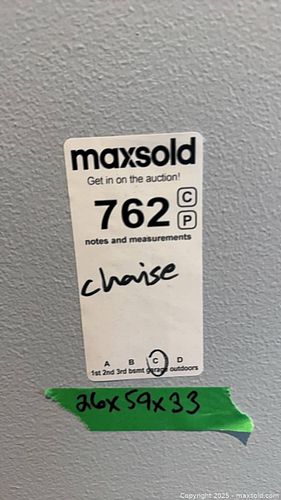 maxsold
Get in on the auction!
762 C
P
notes and measurements
chaise
A B C D
1st 2nd 3rd bsmt garage outdoors
26x59x33
Copyright © 2025 - maxsold.com